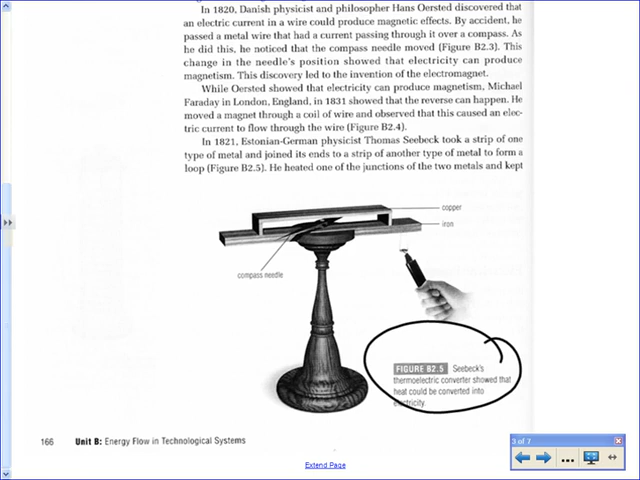 In 1820, Danish physicist and philosopher Hans Oersted discovered that
an electric current in a wire could produce magnetic effects. By accident, he
passed a metal wire that had a current passing through it over a compass. As
he did this, he noticed that the compass needle moved (Figure B2.3). This
change in the needle's position showed that electricity can produce
magnetism. This discovery led to the invention of the electromagnet.
While Oersted showed that electricity can produce magnetism, Michael
Faraday in London, England, in 1831 showed that the reverse can happen. He
moved a magnet through a coil of wire and observed that this caused an elec-
tric current to flow through the wire (Figure B2.4).
In 1821, Estonian-German physicist Thomas Seebeck took a strip of one
type of metal and joined its ends to a strip of another type of metal to form a
loop (Figure B2.5). He heated one of the junctions of the two metals and kept
copper
iron
compass needle
FIGURE B2.5 Seebeck's
thermoelectric converter showed that
heat could be converted into
electricity.
166 Unit B: Energy Flow in Technological Systems
Extend Page
3 of 7